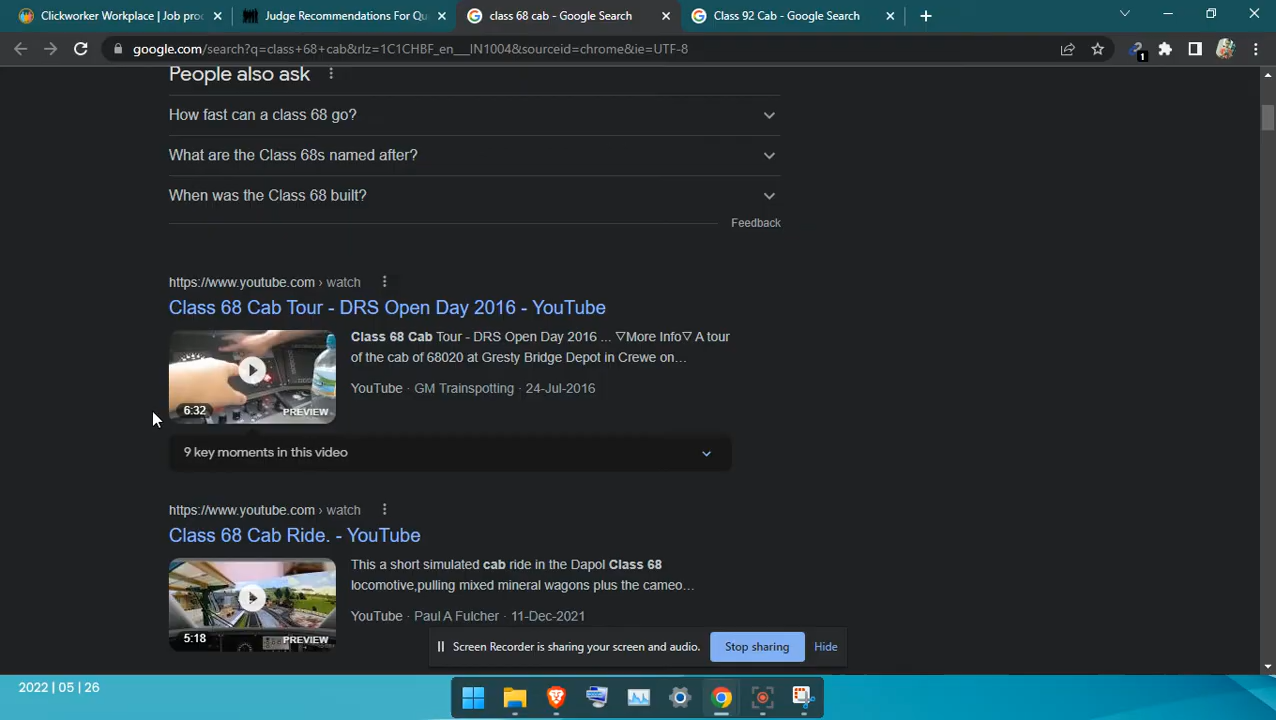 Clickworker Workplace | Job proc
Judge Recommendations For Qu
class 68 cab - Google Search
Class 92 Cab - Google Search
google.com/search?q=class+68+cab&rlz=1C1CHBF_en__IN1004&sourceid=chrome&ie=UTF-8
1
People also ask
How fast can a class 68 go?
What are the Class 68s named after?
When was the Class 68 built?
Feedback
https://www.youtube.com › watch
Class 68 Cab Tour - DRS Open Day 2016 - YouTube
Class 68 Cab Tour - DRS Open Day 2016 ... ▽More Info▽ A tour
of the cab of 68020 at Gresty Bridge Depot in Crewe on...
YouTube · GM Trainspotting · 24-Jul-2016
6:32
PREVIEW
9 key moments in this video
https://www.youtube.com › watch
Class 68 Cab Ride. - YouTube
This a short simulated cab ride in the Dapol Class 68
locomotive,pulling mixed mineral wagons plus the cameo...
YouTube · Paul A Fulcher · 11-Dec-2021
5:18
PREVIEW
Screen Recorder is sharing your screen and audio.
Stop sharing
Hide
2022 | 05 | 26